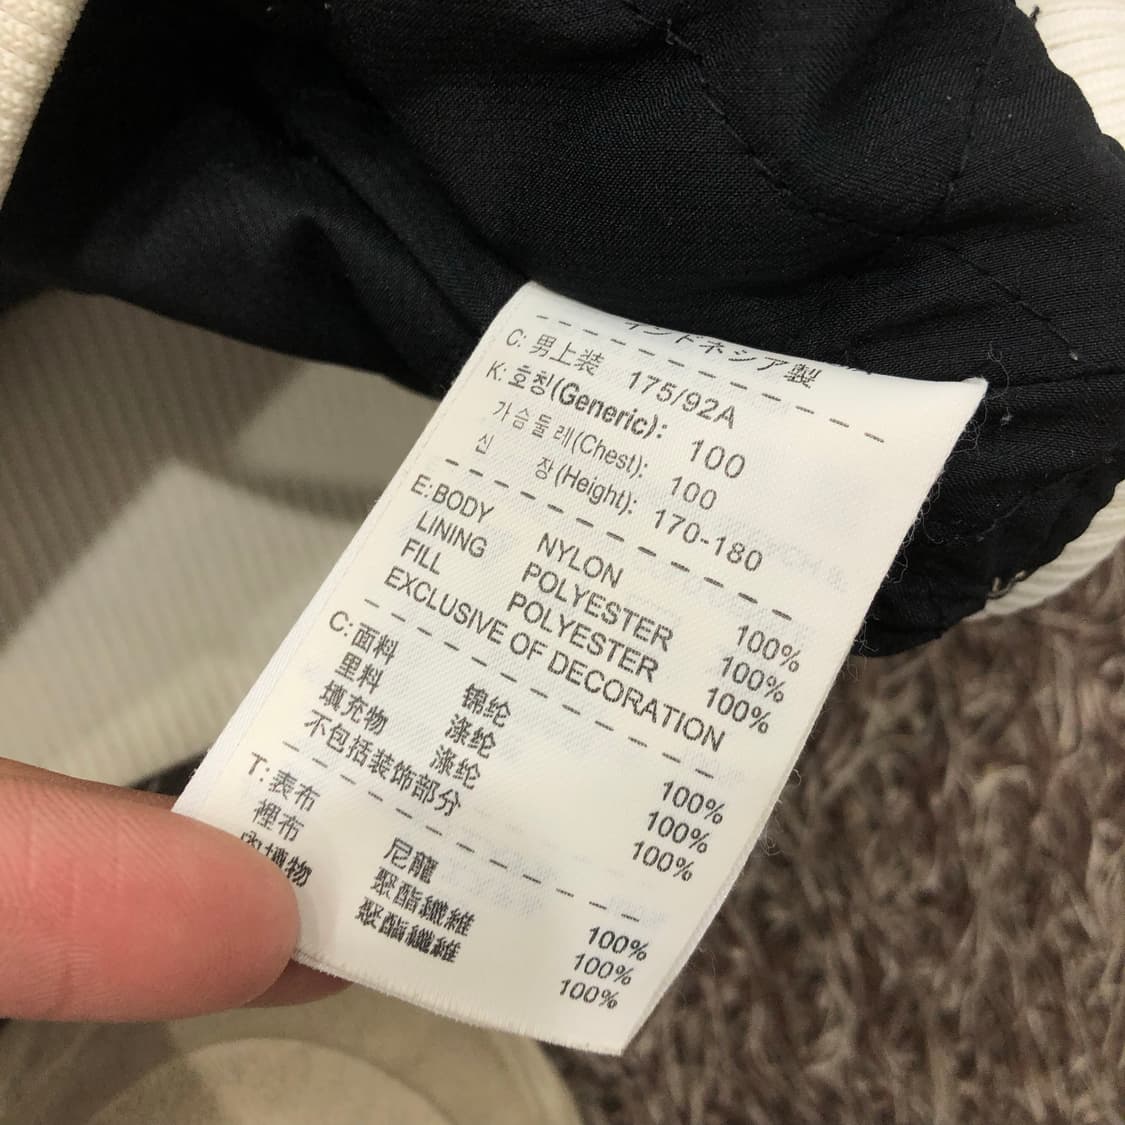 インドネシア製
C: 男上装 175/92A
K: 호칭(Generic): 100
가슴둘레(Chest): 100
신 장(Height): 170-180
E: BODY NYLON 100%
LINING POLYESTER 100%
FILL POLYESTER 100%
EXCLUSIVE OF DECORATION
C: 面料 锦纶 100%
里料 涤纶 100%
填充物 涤纶 100%
不包括装饰部分
T: 表布 尼龍 100%
裡布 聚酯纖維 100%
聚酯纖維 100%